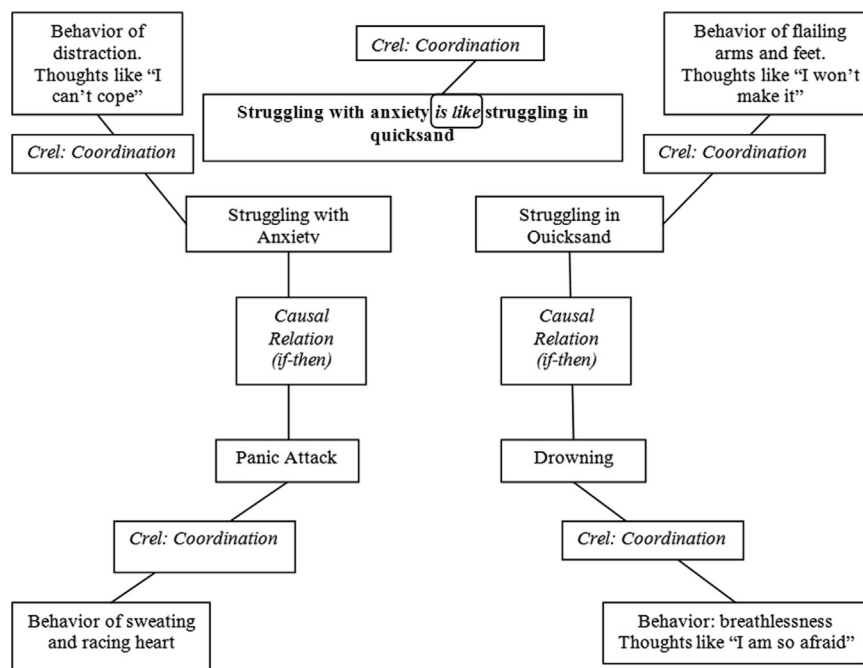 Behavior of
distraction.
Thoughts like “I
can’t cope”
Crel: Coordination
Behavior of flailing
arms and feet.
Thoughts like “I won’t
make it”
Struggling with anxiety is like struggling in
quicksand
Crel: Coordination
Crel: Coordination
Struggling with
Anxiety
Struggling in
Quicksand
Causal
Relation
(if-then)
Causal
Relation
(if-then)
Panic Attack
Drowning
Crel: Coordination
Crel: Coordination
Behavior of sweating
and racing heart
Behavior: breathlessness
Thoughts like “I am so afraid”